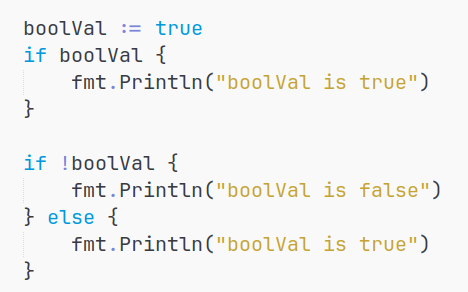 boolVal := true
if boolVal {
    fmt.Println("boolVal is true")
}

if !boolVal {
    fmt.Println("boolVal is false")
} else {
    fmt.Println("boolVal is true")
}